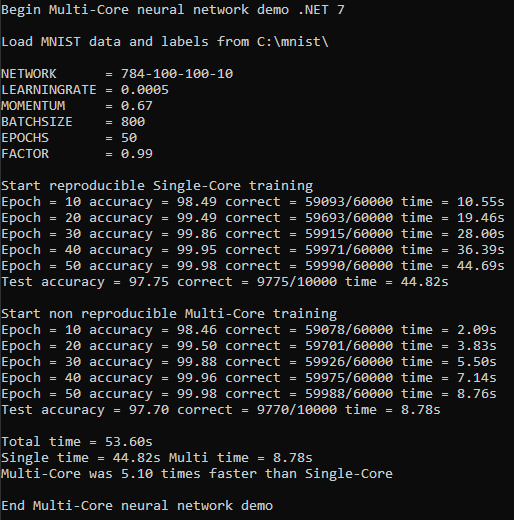 Begin Multi-Core neural network demo .NET 7
Load MNIST data and labels from C:\mnist\
NETWORK      = 784-100-100-10
LEARNINGRATE = 0.0005
MOMENTUM     = 0.67
BATCHSIZE    = 800
EPOCHS       = 50
FACTOR       = 0.99
Start reproducible Single-Core training
Epoch = 10 accuracy = 98.49 correct = 59093/60000 time = 10.55s
Epoch = 20 accuracy = 99.49 correct = 59693/60000 time = 19.46s
Epoch = 30 accuracy = 99.86 correct = 59915/60000 time = 28.00s
Epoch = 40 accuracy = 99.95 correct = 59971/60000 time = 36.39s
Epoch = 50 accuracy = 99.98 correct = 59990/60000 time = 44.69s
Test accuracy = 97.75 correct = 9775/10000 time = 44.82s
Start non reproducible Multi-Core training
Epoch = 10 accuracy = 98.46 correct = 59078/60000 time = 2.09s
Epoch = 20 accuracy = 99.50 correct = 59701/60000 time = 3.83s
Epoch = 30 accuracy = 99.88 correct = 59926/60000 time = 5.50s
Epoch = 40 accuracy = 99.96 correct = 59975/60000 time = 7.14s
Epoch = 50 accuracy = 99.98 correct = 59988/60000 time = 8.76s
Test accuracy = 97.70 correct = 9770/10000 time = 8.78s
Total time = 53.60s
Single time = 44.82s Multi time = 8.78s
Multi-Core was 5.10 times faster than Single-Core
End Multi-Core neural network demo